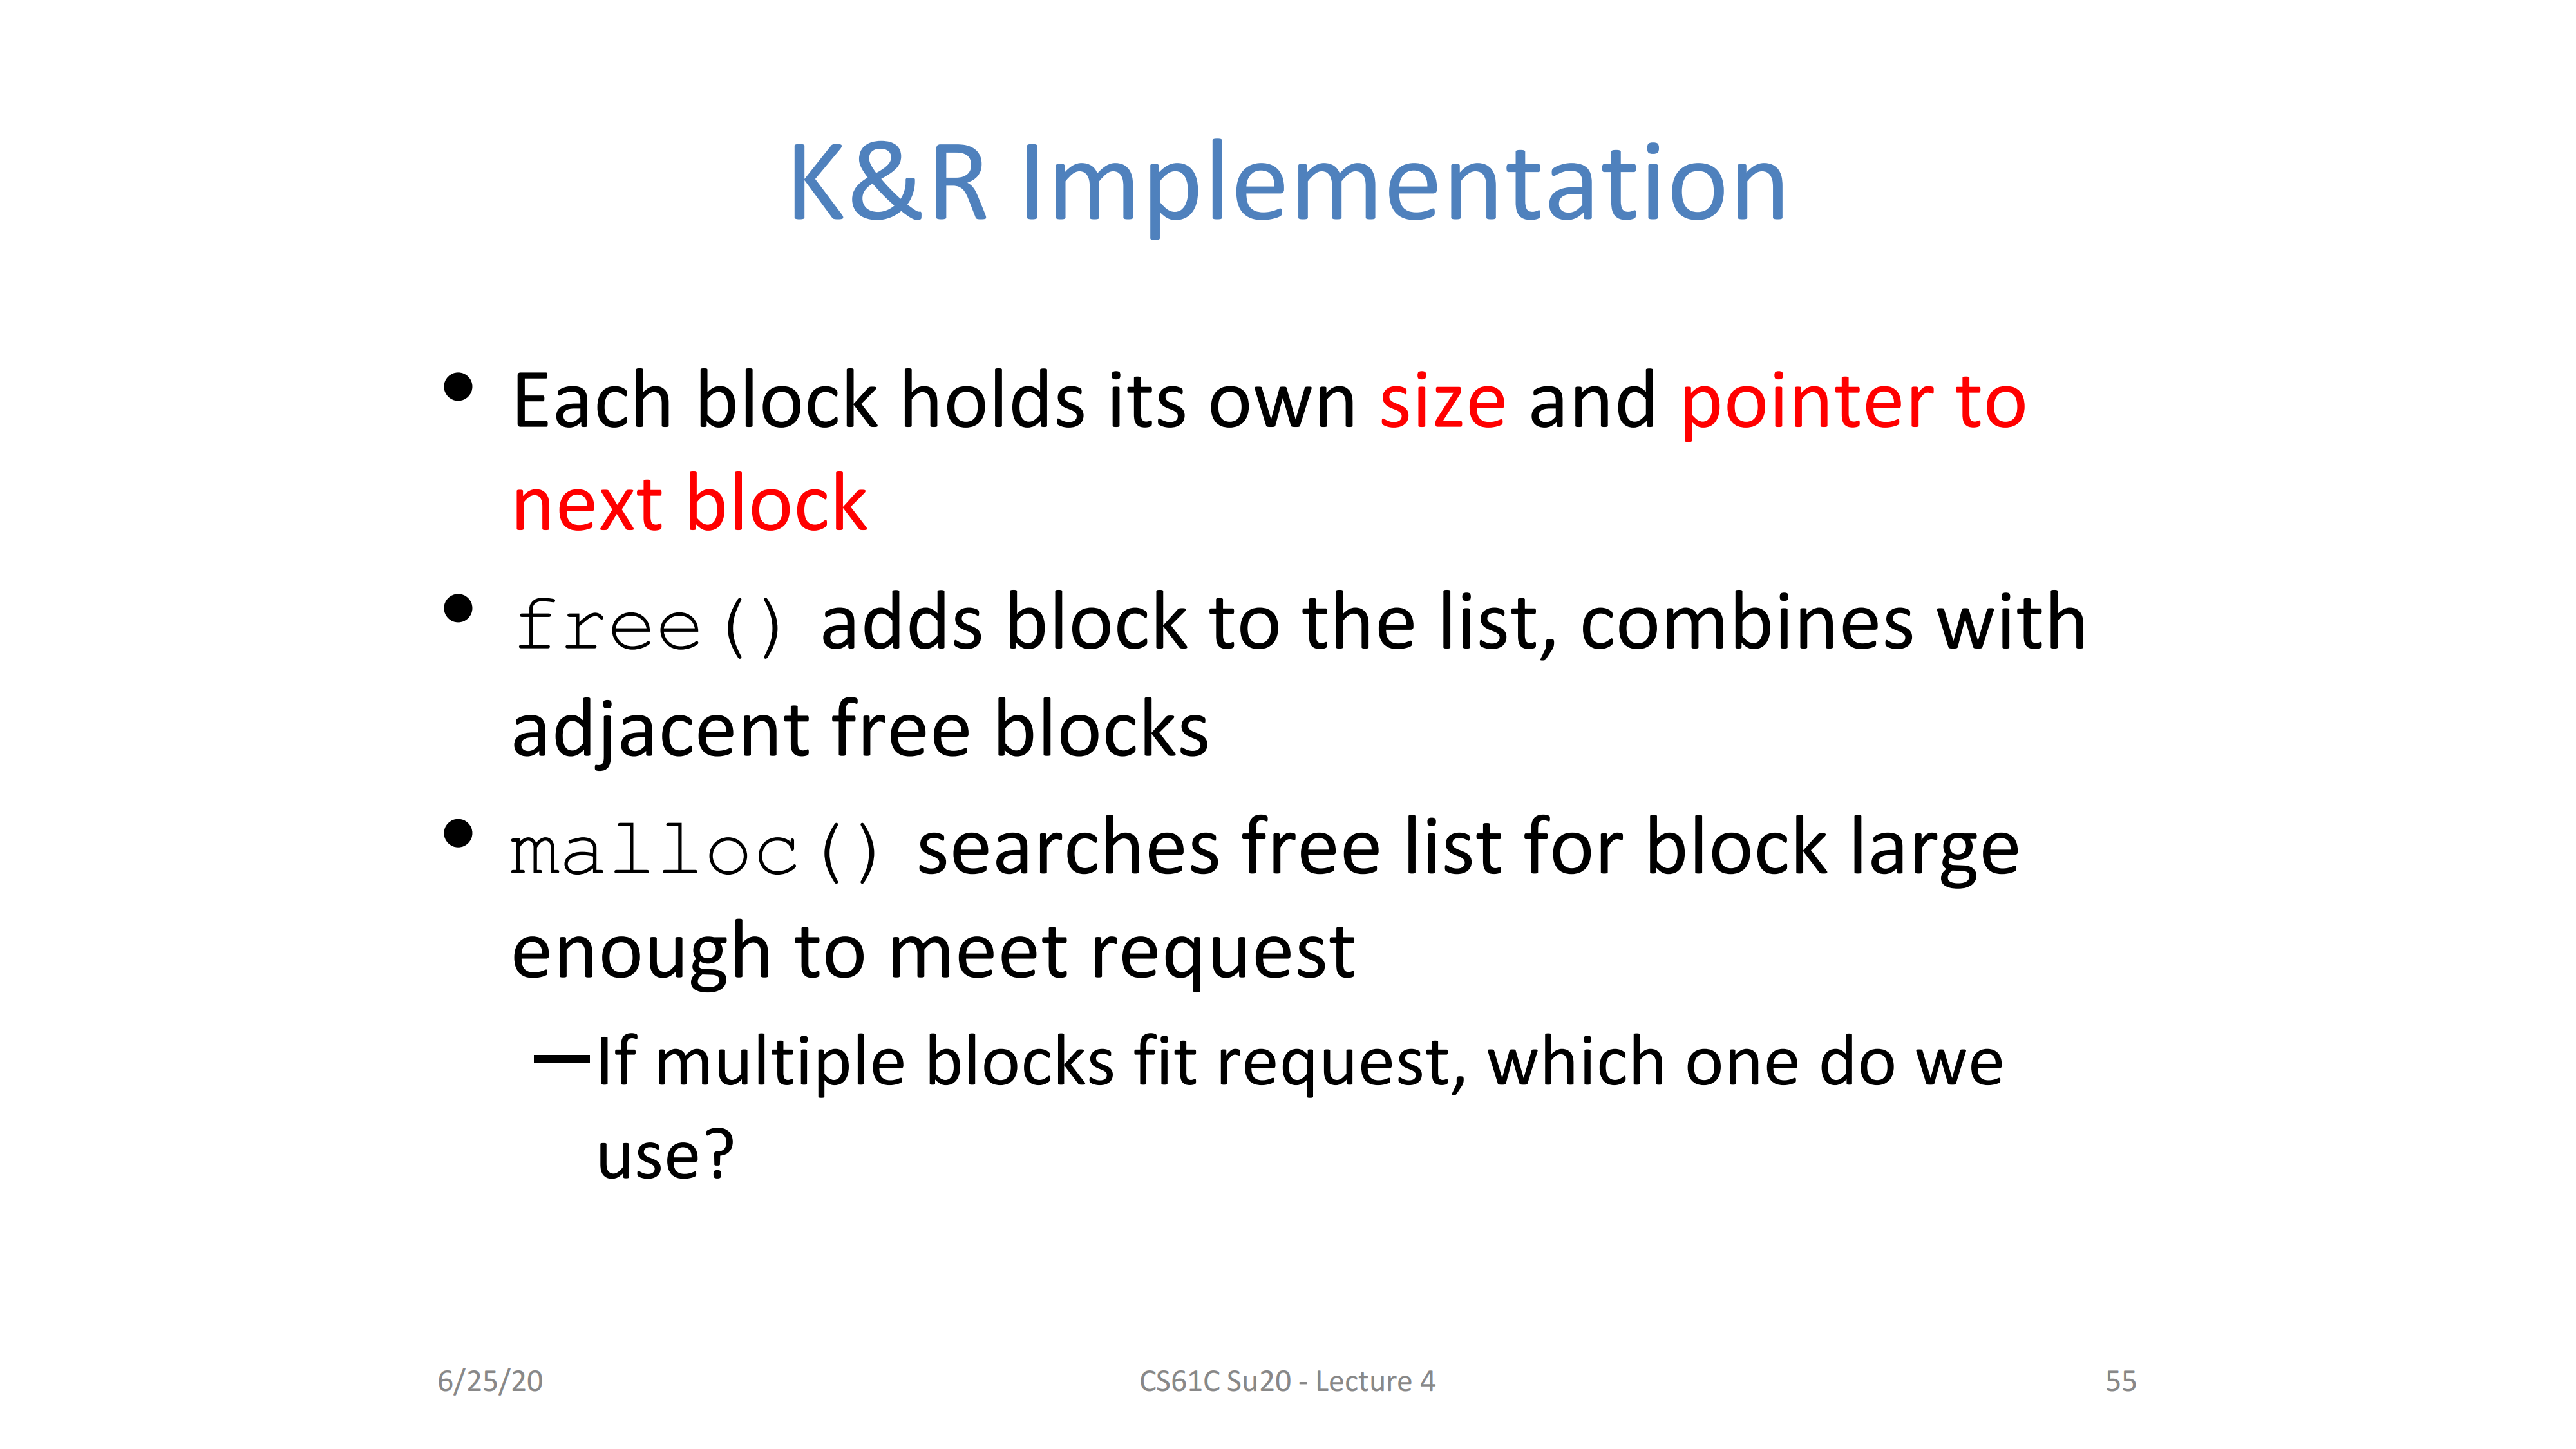 K&R Implementation
• Each block holds its own size and pointer to
next block
• free() adds block to the list, combines with
adjacent free blocks
• malloc() searches free list for block large
enough to meet request
—If multiple blocks fit request, which one do we
use?
6/25/20
CS61C Su20 - Lecture 4
55